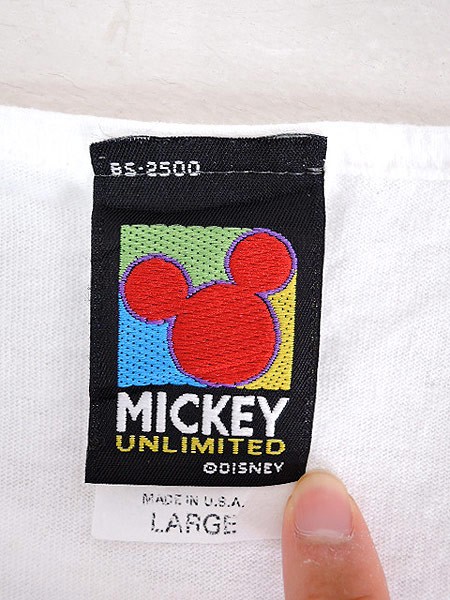 BS-2500
MICKEY
UNLIMITED
©DISNEY
MADE IN U.S.A.
LARGE